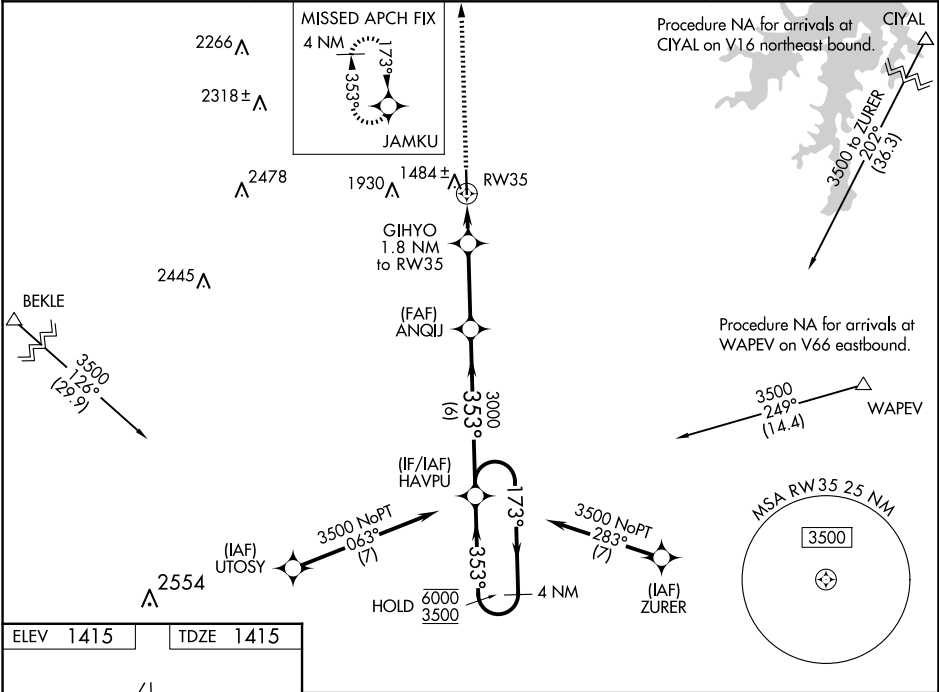 MISSED APCH FIX
4 NM
353°
173°
JAMKU
2266
2318 ±
2478
1930
1484 ±
RW35
2445
GIHYO
1.8 NM
to RW35
(FAF)
ANQIJ
Procedure NA for arrivals at
CIYAL on V16 northeast bound.
CIYAL
3500 to ZURER
202°
(36.3)
BEKLE
3500
126°
(29.9)
Procedure NA for arrivals at
WAPEV on V66 eastbound.
3500
249°
(14.4)
WAPEV
3000
353°
(6)
(IF/IAF)
HAVPU
173°
353°
3500 NoPT
063°
(7)
(IAF)
UTOSY
3500 NoPT
283°
(7)
(IAF)
ZURER
HOLD
6000
3500
4 NM
MSA RW35 25 NM
3500
2554
ELEV 1415
TDZE 1415